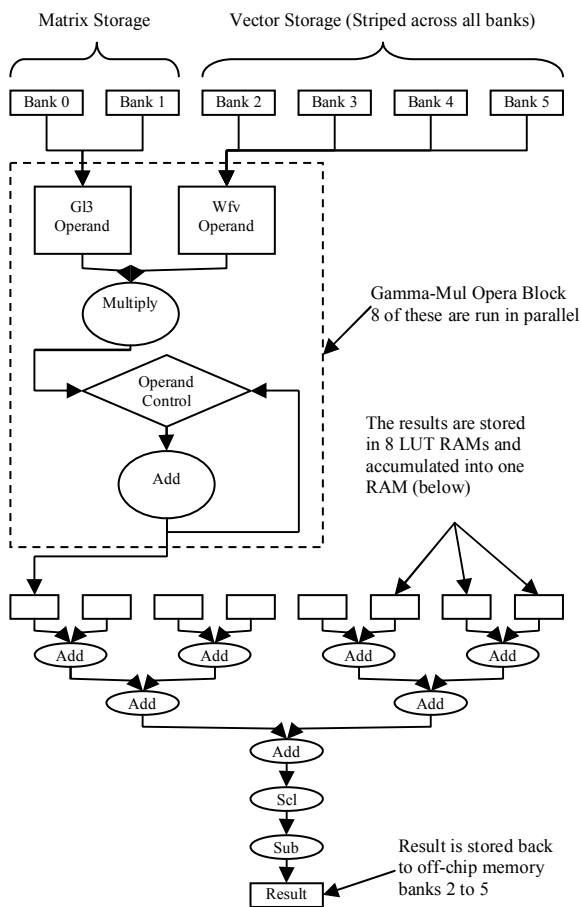 Matrix Storage
Vector Storage (Striped across all banks)
Bank 0
Bank 1
Bank 2
Bank 3
Bank 4
Bank 5
Gl3
Operand
Wfv
Operand
Multiply
Gamma-Mul Opera Block
8 of these are run in parallel
Operand
Control
The results are stored
in 8 LUT RAMs and
accumulated into one
RAM (below)
Add
Add
Add
Add
Add
Add
Add
Add
Scl
Sub
Result
Result is stored back
to off-chip memory
banks 2 to 5